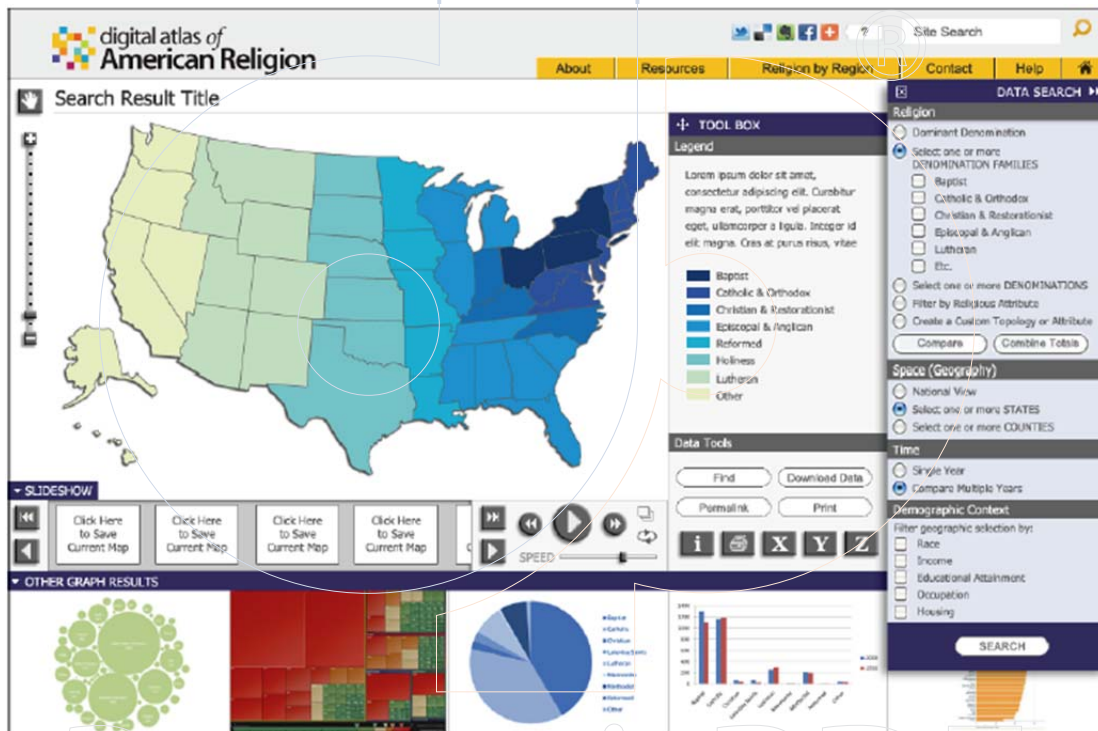 digital atlas of
American Religion
?
Site Search
About
Resources
Religion by Region
Contact
Help
Search Result Title
TOOL BOX
Legend
Lorem ipsum dolor sit amet,
consectetur adipiscing elit. Curabitur
magna erat, porttitor vel placerat
eget, ullamcorper a ligula. Integer id
elit magna. Cras at purus risus, vitae
Baptist
Catholic & Orthodox
Christian & Restorationist
Episcopal & Anglican
Reformed
Holiness
Lutheran
Other
Data Tools
Find
Download Data
Permalink
Print
i
X
Y
Z
DATA SEARCH
Religion
Dominant Denomination
Select one or more
DENOMINATION FAMILIES
Baptist
Catholic & Orthodox
Christian & Restorationist
Episcopal & Anglican
Lutheran
Etc.
Select one or more DENOMINATIONS
Filter by Religious Attribute
Create a Custom Topology or Attribute
Compare
Combine Totals
Space (Geography)
National View
Select one or more STATES
Select one or more COUNTIES
Time
Single Year
Compare Multiple Years
Demographic Context
Filter geographic selection by:
Race
Income
Educational Attainment
Occupation
Housing
SEARCH
SLIDESHOW
Click Here
to Save
Current Map
Click Here
to Save
Current Map
Click Here
to Save
Current Map
Click Here
to Save
Current Map
SPEED
OTHER GRAPH RESULTS